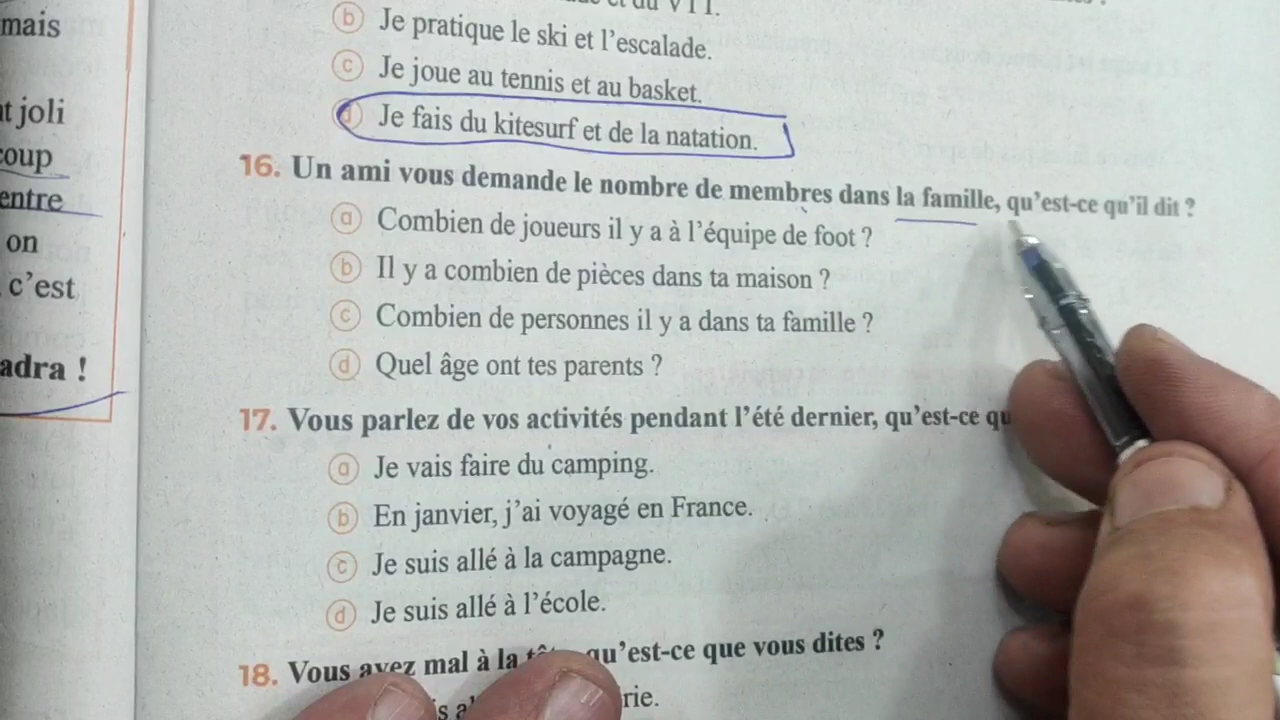 mais
t joli
coup
entre
on
c'est
adra !
et du VTT.
b Je pratique le ski et l'escalade.
c Je joue au tennis et au basket.
d Je fais du kitesurf et de la natation.
16. Un ami vous demande le nombre de membres dans la famille, qu'est-ce qu'il dit ?
a Combien de joueurs il y a à l'équipe de foot ?
b Il y a combien de pièces dans ta maison ?
c Combien de personnes il y a dans ta famille ?
d Quel âge ont tes parents ?
17. Vous parlez de vos activités pendant l'été dernier, qu'est-ce qu
a Je vais faire du camping.
b En janvier, j'ai voyagé en France.
c Je suis allé à la campagne.
d Je suis allé à l'école.
18. Vous avez mal à la qu'est-ce que vous dites ?
rie.